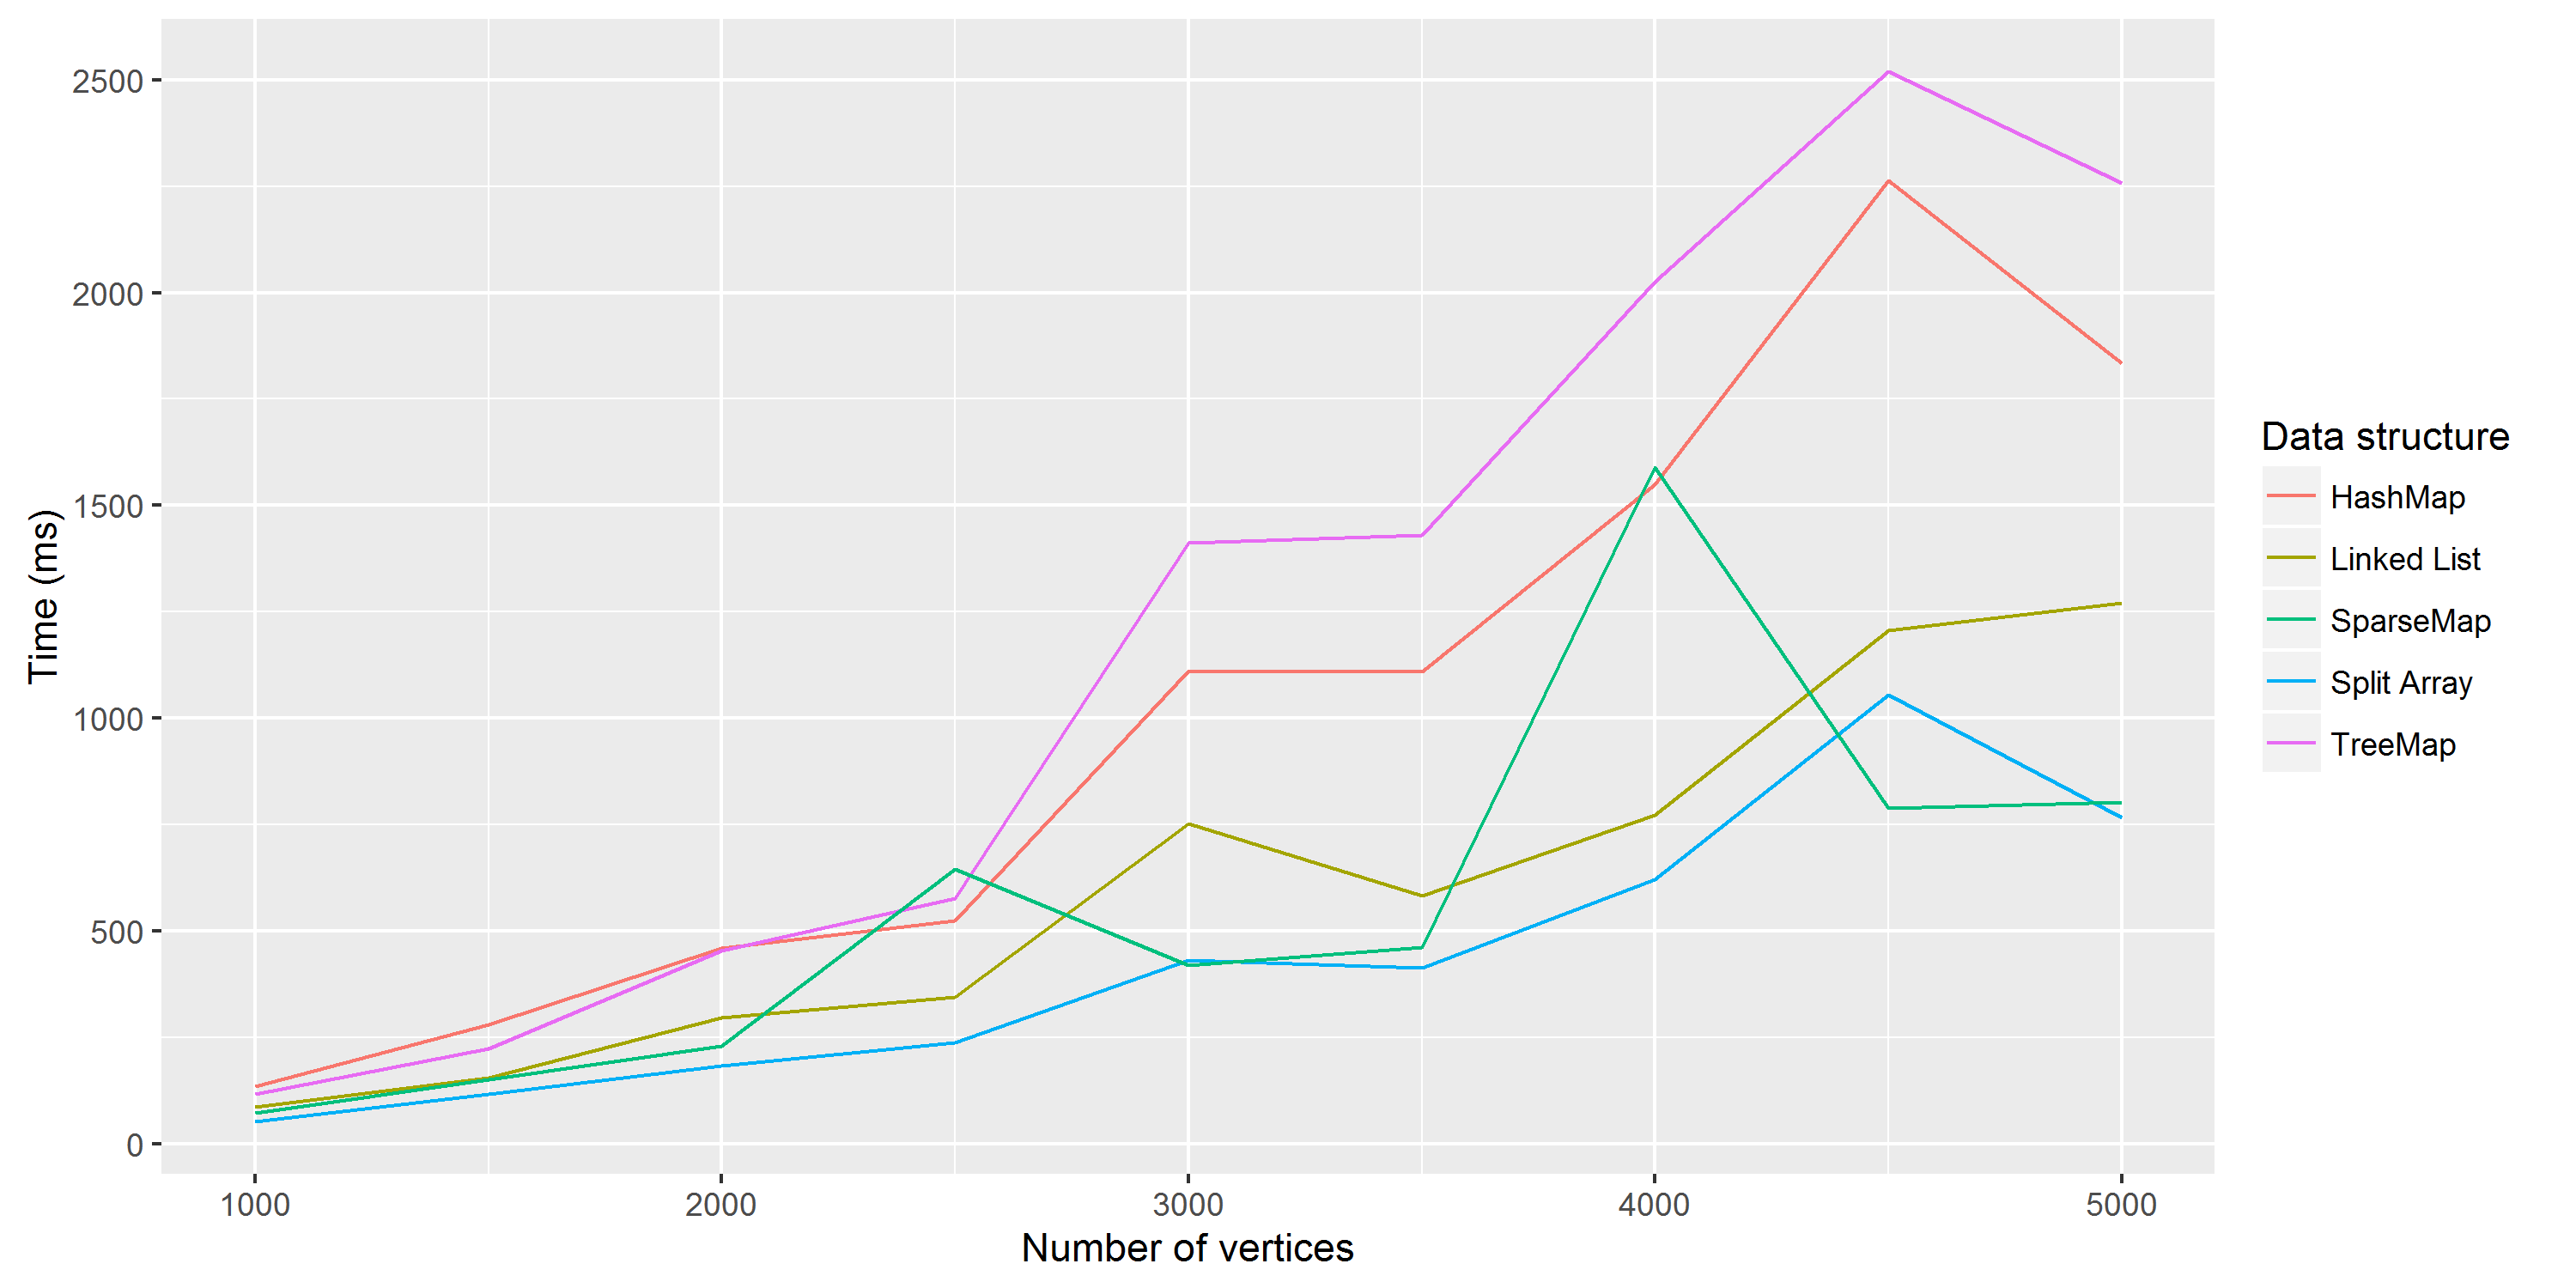 2500
2000
1500
1000
500
0
Time (ms)
1000
2000
3000
4000
5000
Number of vertices
Data structure
HashMap
Linked List
SparseMap
Split Array
TreeMap